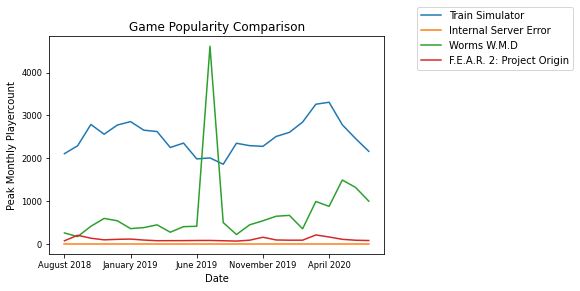 Game Popularity Comparison
Train Simulator
Internal Server Error
Worms W.M.D
F.E.A.R. 2: Project Origin
Peak Monthly Playercount
4000
3000
2000
1000
0
August 2018
January 2019
June 2019
November 2019
April 2020
Date